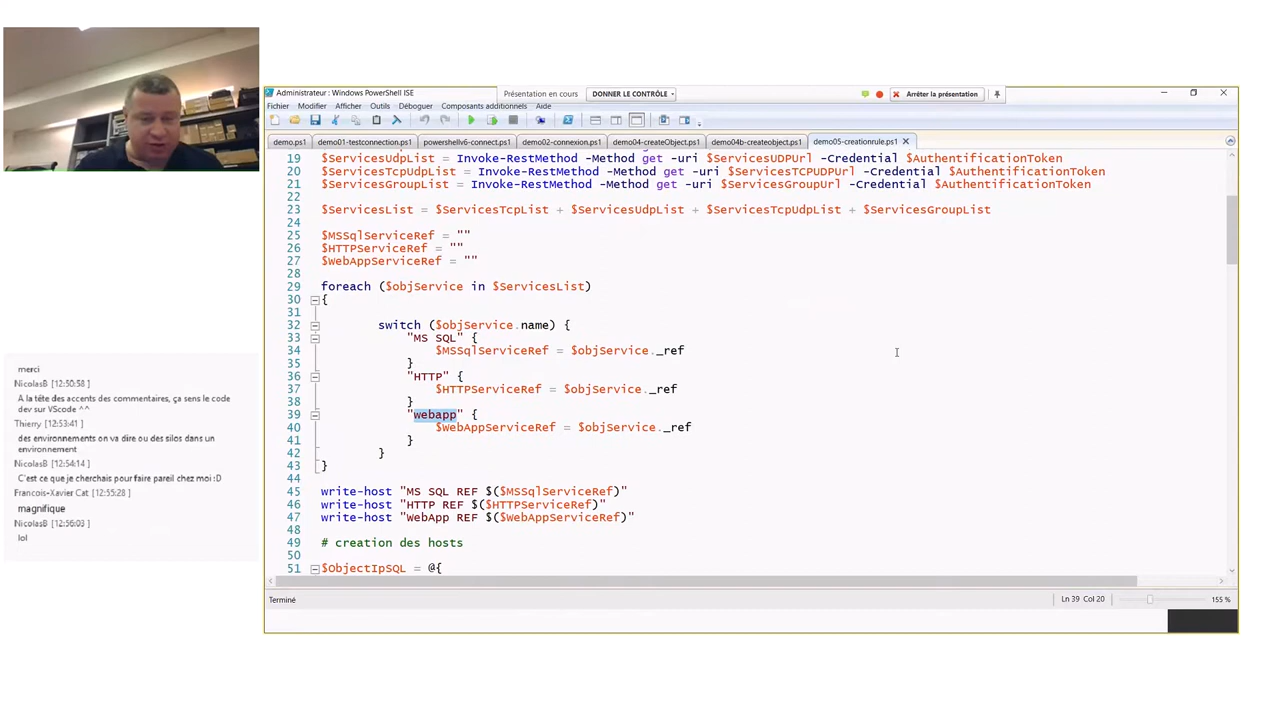 Administrateur : Windows PowerShell ISE
Présentation en cours
DONNER LE CONTRÔLE
Arrêter la présentation
Fichier Modifier Afficher Outils Déboguer Composants additionnels Aide
demo.ps1 demo01-testconnection.ps1 powershellv6-connect.ps1 demo02-connexion.ps1 demo04-createObject.ps1 demo04b-createobject.ps1 demo05-creationrule.ps1
19 $ServicesUdpList = Invoke-RestMethod -Method get -uri $ServicesUDPUrl -Credential $AuthentificationToken
20 $ServicesTcpUdpList = Invoke-RestMethod -Method get -uri $ServicesTCPUDPUrl -Credential $AuthentificationToken
21 $ServicesGroupList = Invoke-RestMethod -Method get -uri $ServicesGroupUrl -Credential $AuthentificationToken
22
23 $ServicesList = $ServicesTcpList + $ServicesUdpList + $ServicesTcpUdpList + $ServicesGroupList
24
25 $MSSqlServiceRef = ""
26 $HTTPServiceRef = ""
27 $WebAppServiceRef = ""
28
29 foreach ($objService in $ServicesList)
30 {
31
32 switch ($objService.name) {
33 "MS SQL" {
34 $MSSqlServiceRef = $objService._ref
35 }
36 "HTTP" {
37 $HTTPServiceRef = $objService._ref
38 }
39 "webapp" {
40 $WebAppServiceRef = $objService._ref
41 }
42 }
43 }
44
45 write-host "MS SQL REF $($MSSqlServiceRef)"
46 write-host "HTTP REF $($HTTPServiceRef)"
47 write-host "WebApp REF $($WebAppServiceRef)"
48
49 # creation des hosts
50
51 $ObjectIpSQL = @{
Terminé
Ln 39 Col 20
155 %
merci
NicolasB [12:50:58 ]
A la tête des accents des commentaires, ça sens le code
dev sur VScode ^^
Thierry [12:53:41 ]
des environnements on va dire ou des silos dans un
environnement
NicolasB [12:54:14 ]
C'est ce que je cherchais pour faire pareil chez moi :D
Francois-Xavier Cat [12:55:28 ]
magnifique
NicolasB [12:56:03 ]
lol